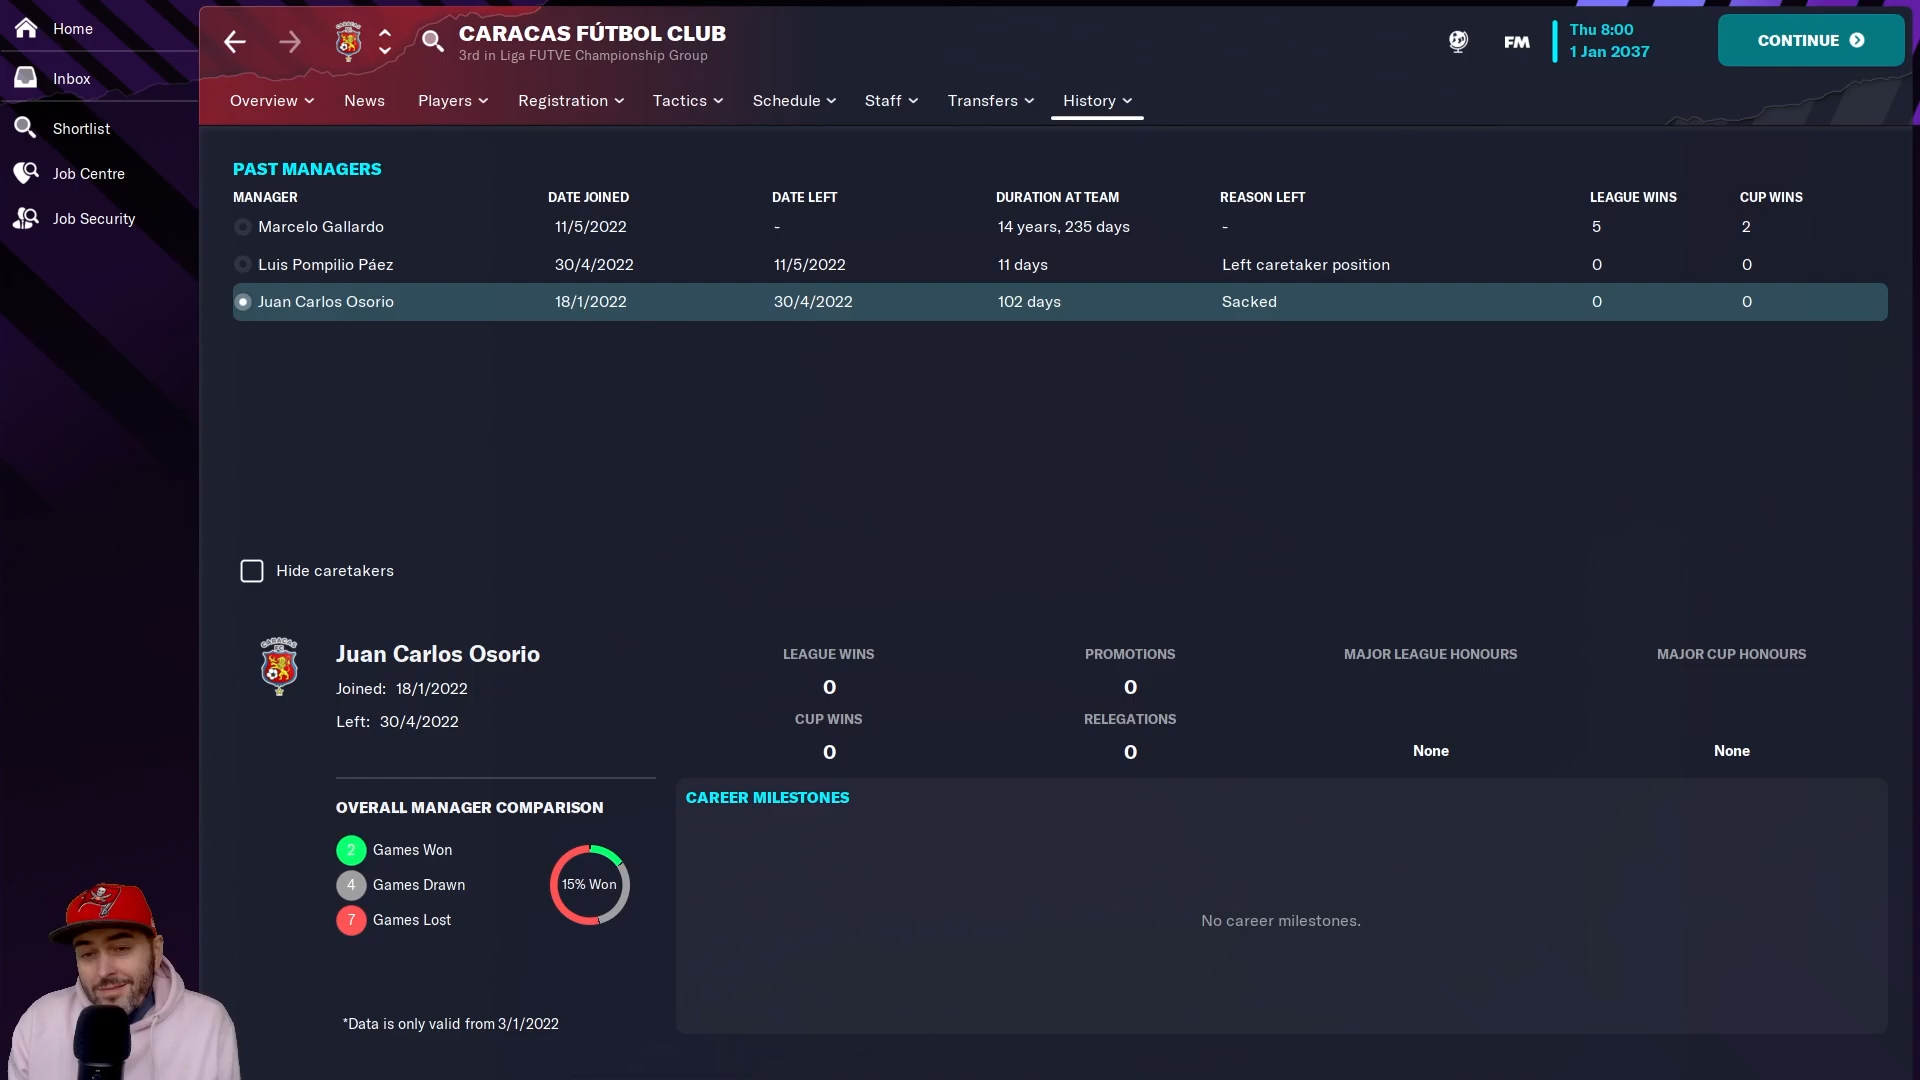 Home
Inbox
Shortlist
Job Centre
Job Security
CARACAS FÚTBOL CLUB
3rd in Liga FUTVE Championship Group
FM
Thu 8:00
1 Jan 2037
CONTINUE
Overview News Players Registration Tactics Schedule Staff Transfers History
PAST MANAGERS
MANAGER DATE JOINED DATE LEFT DURATION AT TEAM REASON LEFT LEAGUE WINS CUP WINS
Marcelo Gallardo 11/5/2022 - 14 years, 235 days - 5 2
Luis Pompilio Páez 30/4/2022 11/5/2022 11 days Left caretaker position 0 0
Juan Carlos Osorio 18/1/2022 30/4/2022 102 days Sacked 0 0
Hide caretakers
CARACAS
Juan Carlos Osorio
Joined: 18/1/2022
Left: 30/4/2022
LEAGUE WINS PROMOTIONS MAJOR LEAGUE HONOURS MAJOR CUP HONOURS
0 0
CUP WINS RELEGATIONS
0 0 None None
OVERALL MANAGER COMPARISON
2 Games Won
4 Games Drawn
7 Games Lost
15% Won
*Data is only valid from 3/1/2022
CAREER MILESTONES
No career milestones.